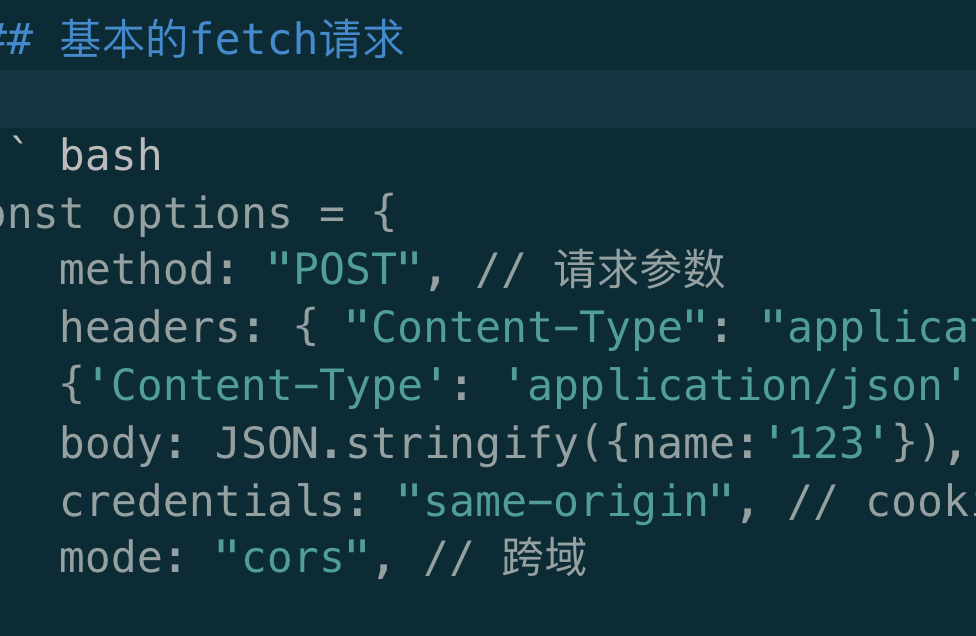 ## 基本的fetch请求
` bash
onst options = {
method: "POST", // 请求参数
headers: { "Content-Type": "applicat
{'Content-Type': 'application/json'
body: JSON.stringify({name:'123'}),
credentials: "same-origin", // cooki
mode: "cors", // 跨域